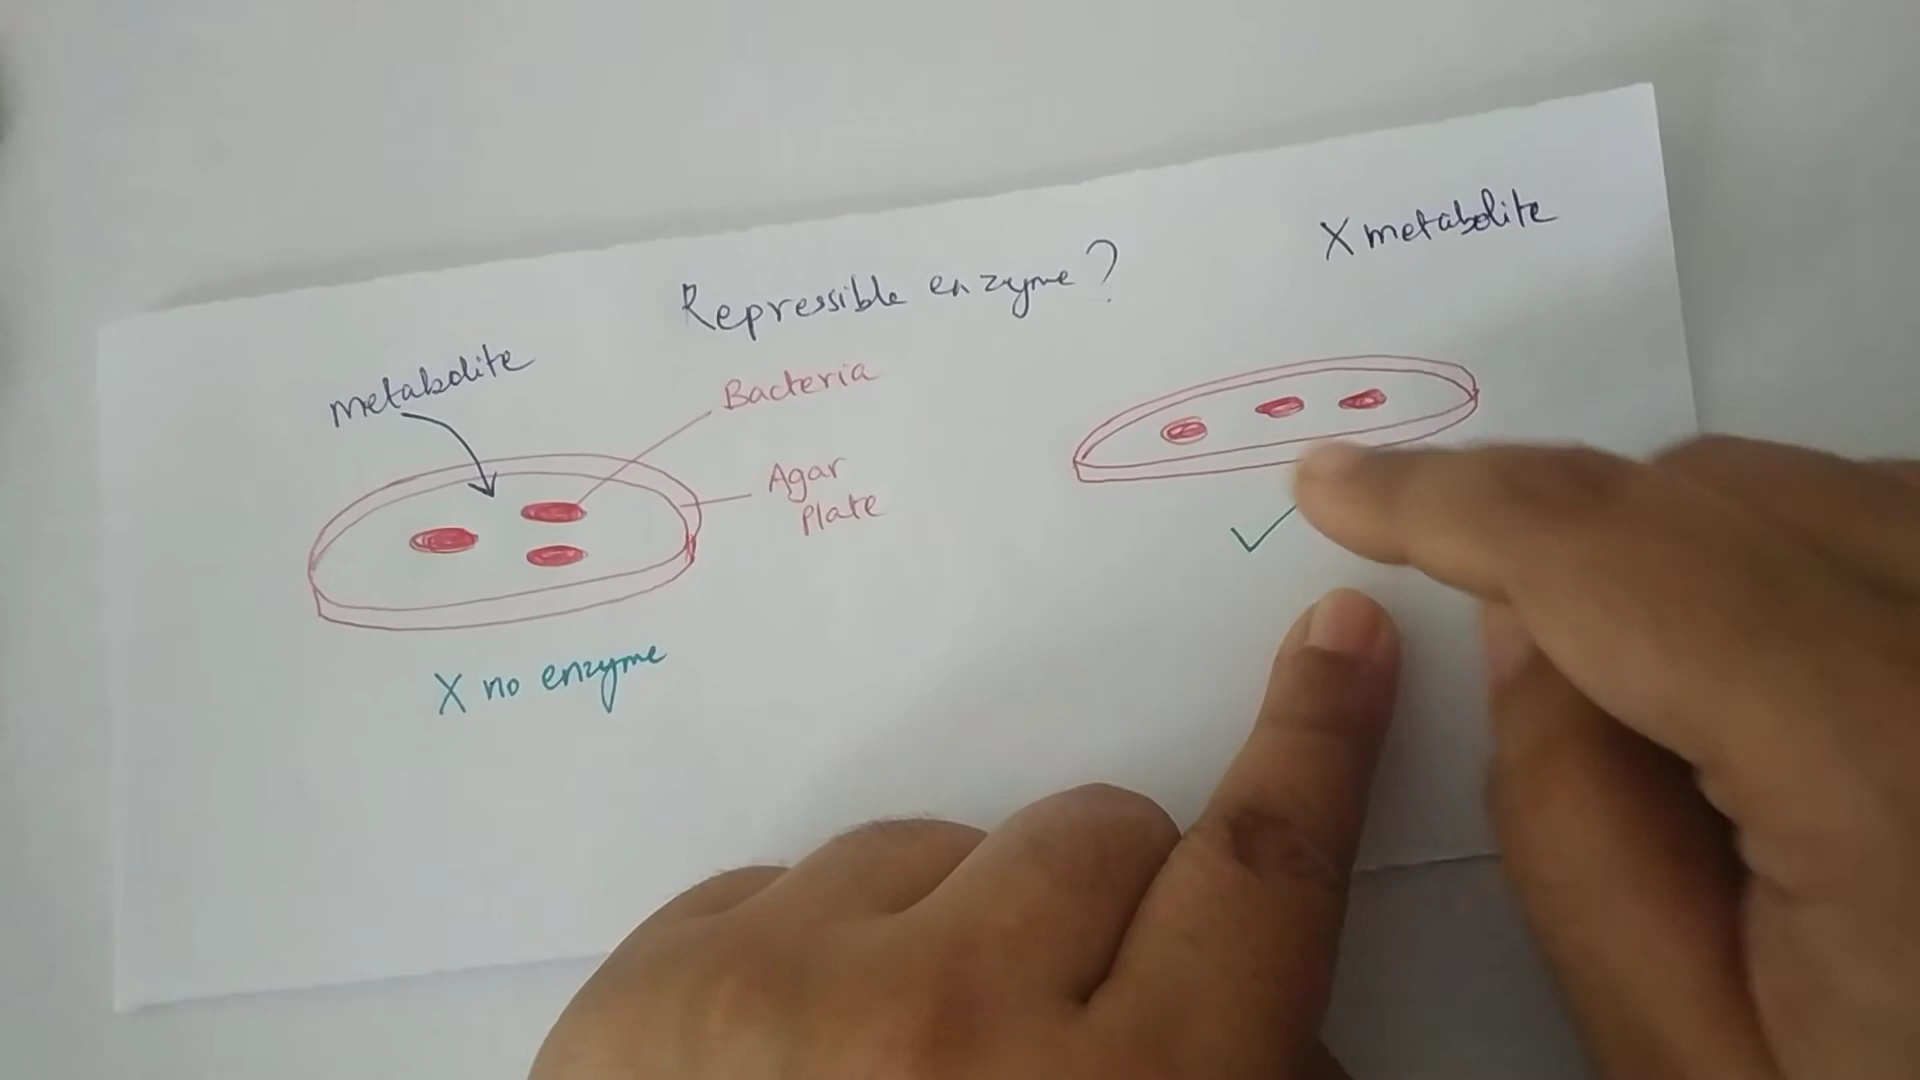 Repressible enzyme?
X metabolite
metabolite
Bacteria
Agar
Plate
X no enzyme
✓